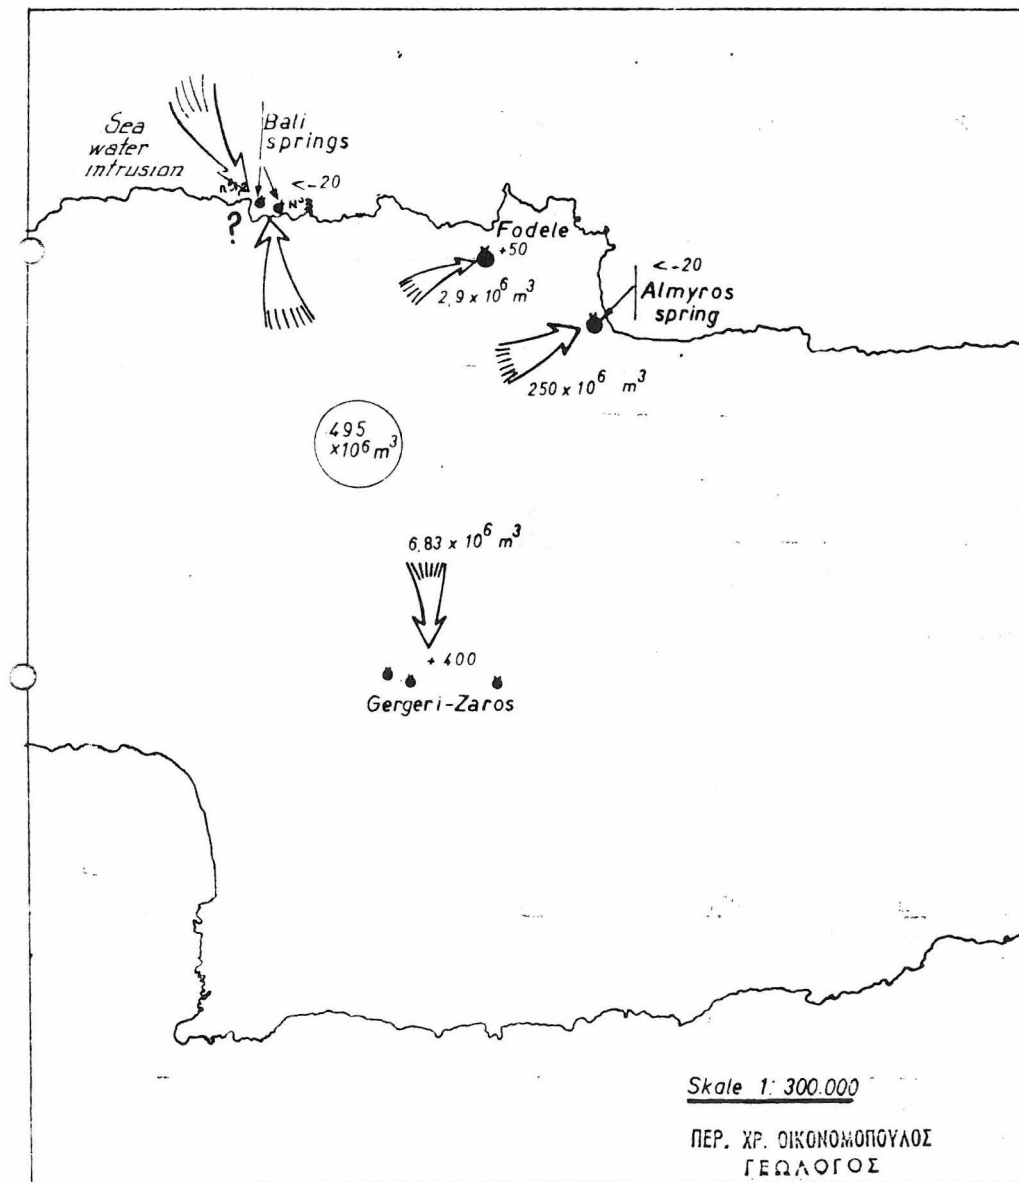 Sea
water
intrusion
Bali
springs
<-20
?
Fodele
+50
2,9 x 10⁶ m³
<-20
Almyros
spring
250 x 10⁶ m³
495
x10⁶ m³
6,83 x 10⁶ m³
+ 400
Gergeri-Zaros
Skale 1: 300.000
ΠΕΡ. ΧΡ. ΟΙΚΟΝΟΜΟΠΟΥΛΟΣ
ΓΕΩΛΟΓΟΣ